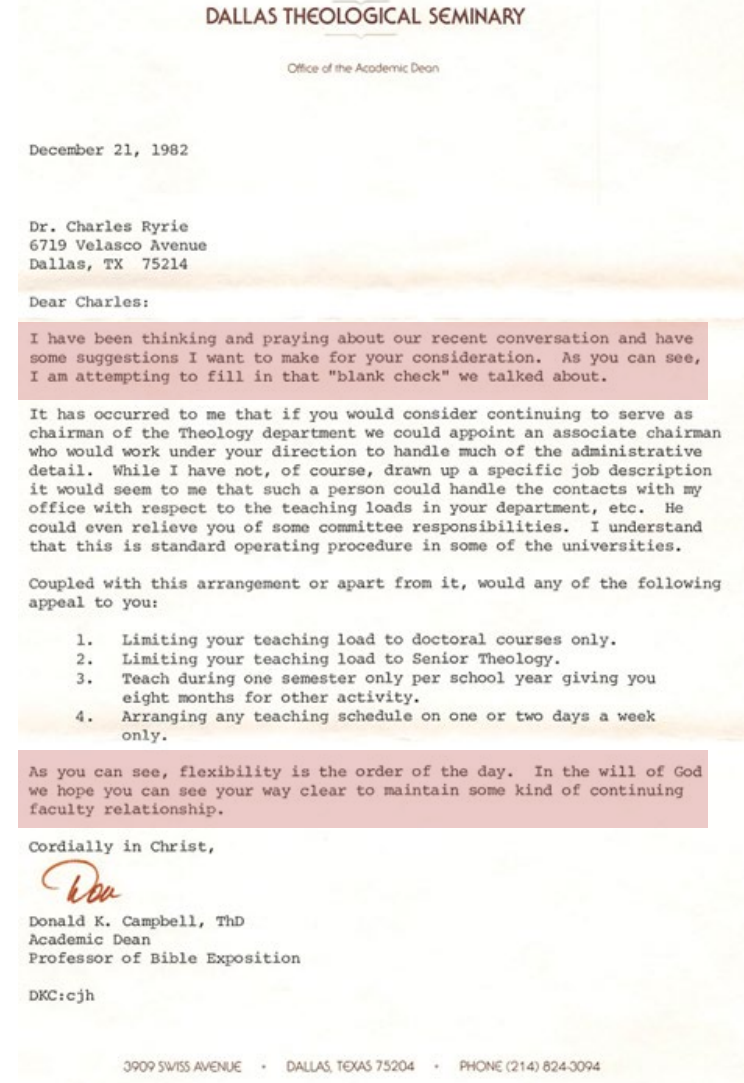 DALLAS THEOLOGICAL SEMINARY
Office of the Academic Dean
December 21, 1982
Dr. Charles Ryrie
6719 Velasco Avenue
Dallas, TX  75214
Dear Charles:
I have been thinking and praying about our recent conversation and have
some suggestions I want to make for your consideration.  As you can see,
I am attempting to fill in that "blank check" we talked about.
It has occurred to me that if you would consider continuing to serve as
chairman of the Theology department we could appoint an associate chairman
who would work under your direction to handle much of the administrative
detail.  While I have not, of course, drawn up a specific job description
it would seem to me that such a person could handle the contacts with my
office with respect to the teaching loads in your department, etc.  He
could even relieve you of some committee responsibilities.  I understand
that this is standard operating procedure in some of the universities.
Coupled with this arrangement or apart from it, would any of the following
appeal to you:
1.  Limiting your teaching load to doctoral courses only.
2.  Limiting your teaching load to Senior Theology.
3.  Teach during one semester only per school year giving you
eight months for other activity.
4.  Arranging any teaching schedule on one or two days a week
only.
As you can see, flexibility is the order of the day.  In the will of God
we hope you can see your way clear to maintain some kind of continuing
faculty relationship.
Cordially in Christ,
Don
Donald K. Campbell, ThD
Academic Dean
Professor of Bible Exposition
DKC:cjh
3909 SWISS AVENUE • DALLAS, TEXAS 75204 • PHONE (214) 824-3094